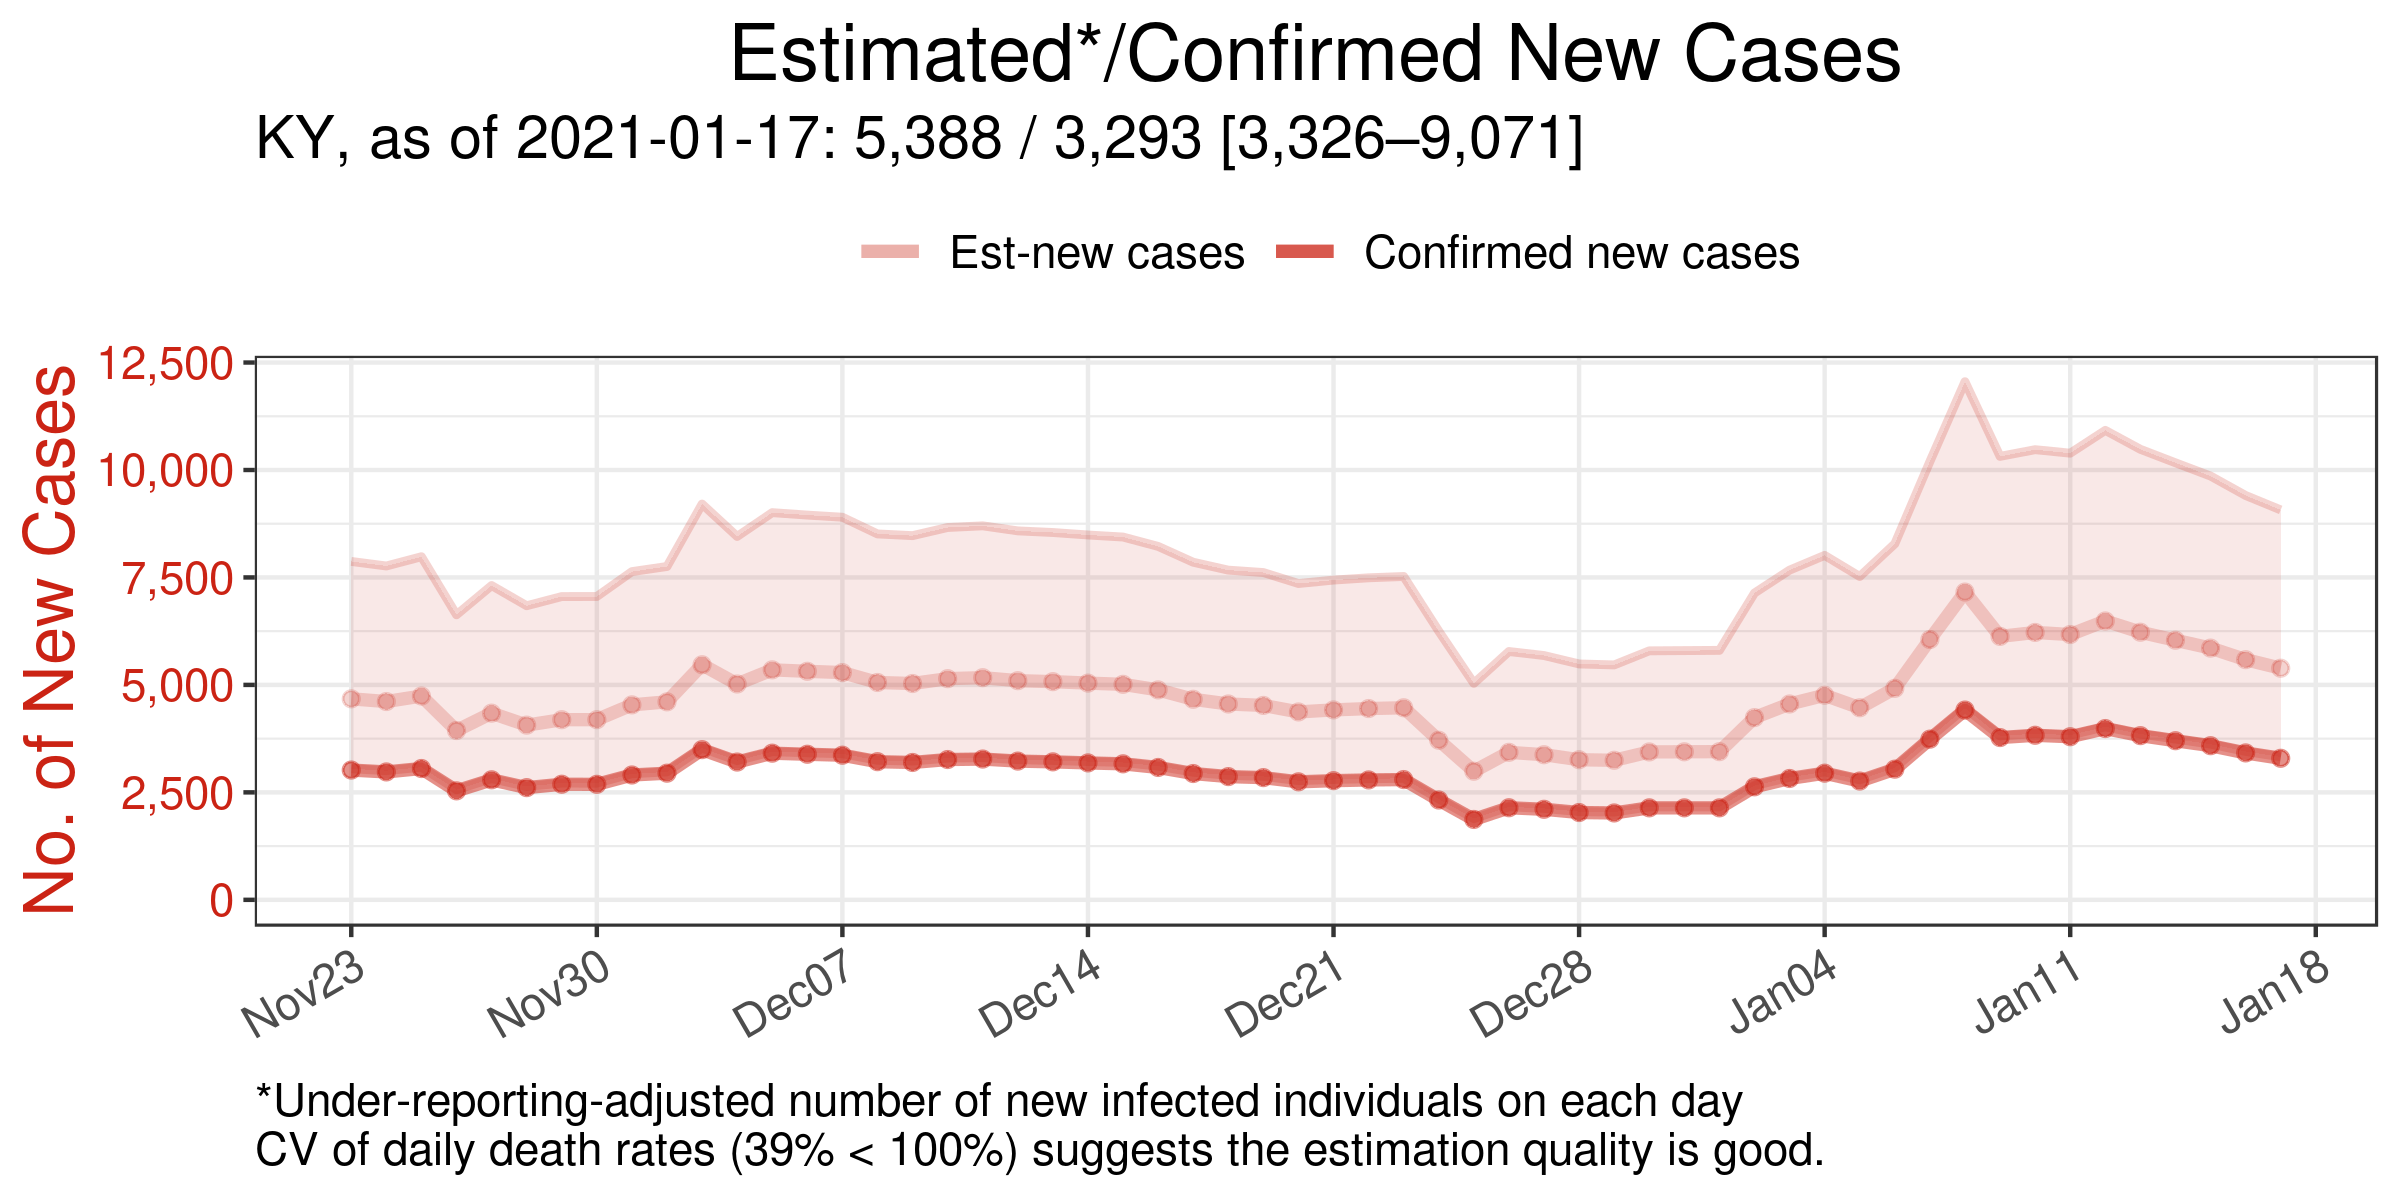 Estimated*/Confirmed New Cases
KY, as of 2021-01-17: 5,388 / 3,293 [3,326–9,071]
Est-new cases
Confirmed new cases
No. of New Cases
12,500
10,000
7,500
5,000
2,500
0
Nov23
Nov30
Dec07
Dec14
Dec21
Dec28
Jan04
Jan11
Jan18
*Under-reporting-adjusted number of new infected individuals on each day
CV of daily death rates (39% < 100%) suggests the estimation quality is good.